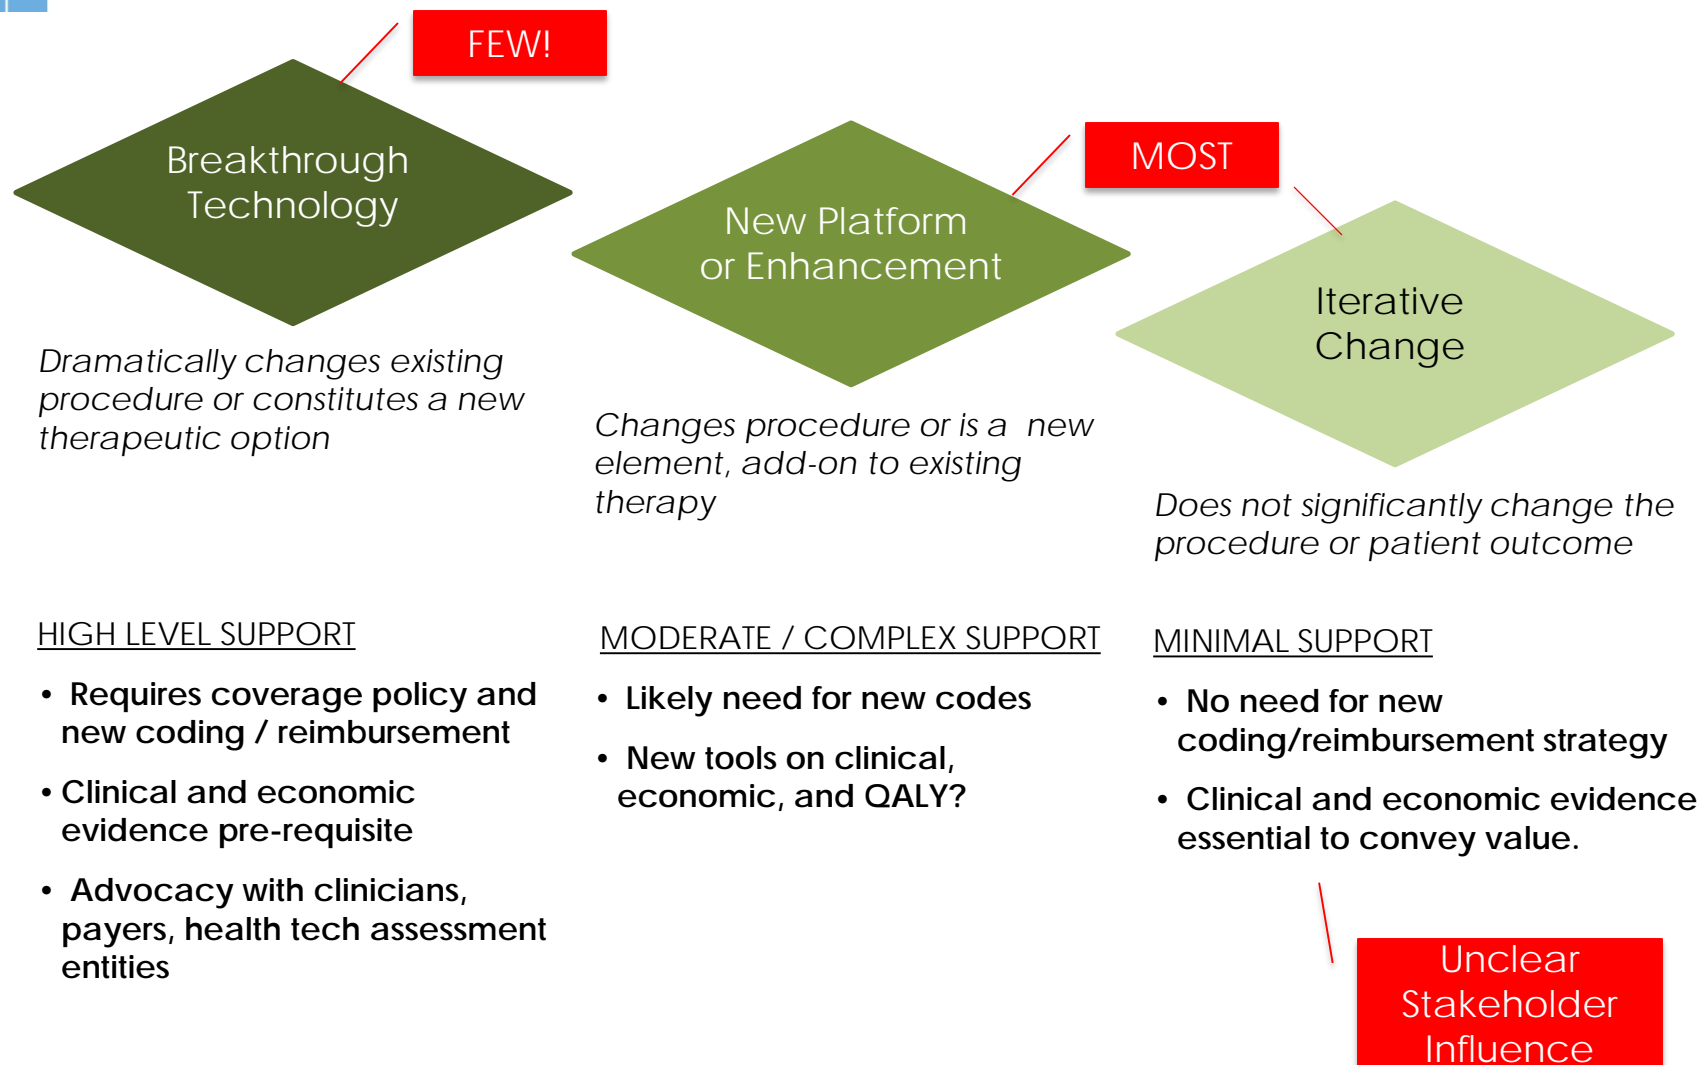 FEW!
Breakthrough
Technology
Dramatically changes existing
procedure or constitutes a new
therapeutic option
HIGH LEVEL SUPPORT
• Requires coverage policy and
new coding / reimbursement
• Clinical and economic
evidence pre-requisite
• Advocacy with clinicians,
payers, health tech assessment
entities
MOST
New Platform
or Enhancement
Changes procedure or is a  new
element, add-on to existing
therapy
MODERATE / COMPLEX SUPPORT
• Likely need for new codes
• New tools on clinical,
economic, and QALY?
Iterative
Change
Does not significantly change the
procedure or patient outcome
MINIMAL SUPPORT
• No need for new
coding/reimbursement strategy
• Clinical and economic evidence
essential to convey value.
Unclear
Stakeholder
Influence